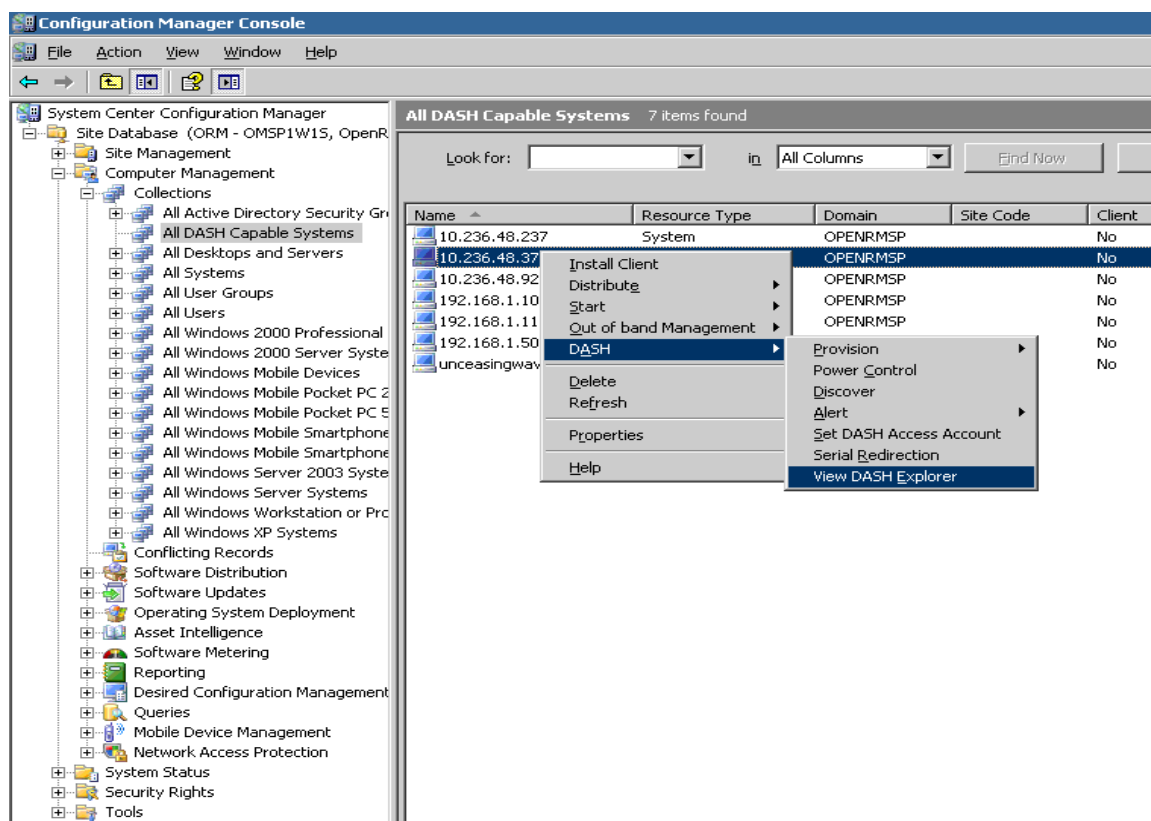 Configuration Manager Console
File Action View Window Help
System Center Configuration Manager
Site Database (ORM - OMSP1W1S, OpenR
Site Management
Computer Management
Collections
All Active Directory Security Gr
All DASH Capable Systems
All Desktops and Servers
All Systems
All User Groups
All Users
All Windows 2000 Professional
All Windows 2000 Server Syste
All Windows Mobile Devices
All Windows Mobile Pocket PC 2
All Windows Mobile Pocket PC 5
All Windows Mobile Smartphone
All Windows Mobile Smartphone
All Windows Server 2003 Syste
All Windows Server Systems
All Windows Workstation or Pro
All Windows XP Systems
Conflicting Records
Software Distribution
Software Updates
Operating System Deployment
Asset Intelligence
Software Metering
Reporting
Desired Configuration Management
Queries
Mobile Device Management
Network Access Protection
System Status
Security Rights
Tools
All DASH Capable Systems 7 items found
Look for: in All Columns Find Now
Name Resource Type Domain Site Code Client
10.236.48.237 System OPENRMSP No
10.236.48.37 OPENRMSP No
10.236.48.92 OPENRMSP No
192.168.1.10 OPENRMSP No
192.168.1.11 OPENRMSP No
192.168.1.50 No
unceasingwav No
Install Client
Distribute
Start
Out of band Management
DASH
Delete
Refresh
Properties
Help
Provision
Power Control
Discover
Alert
Set DASH Access Account
Serial Redirection
View DASH Explorer